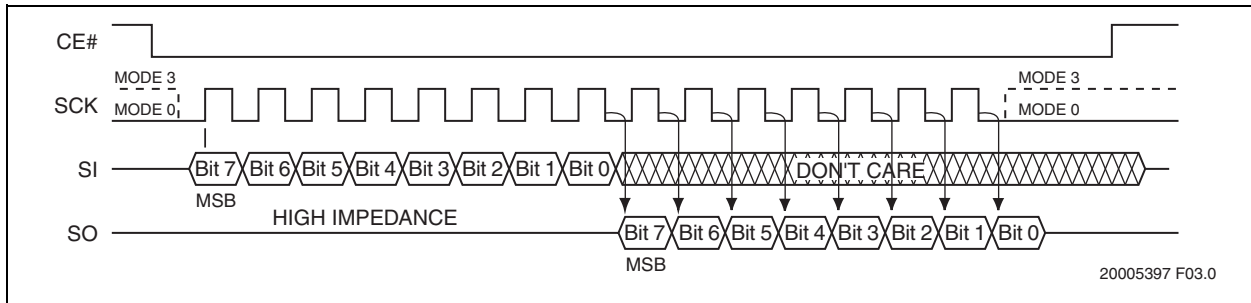 CE#
MODE 3 MODE 3
SCK MODE 0 MODE 0
SI Bit 7 Bit 6 Bit 5 Bit 4 Bit 3 Bit 2 Bit 1 Bit 0 DON'T CARE
MSB
HIGH IMPEDANCE
SO Bit 7 Bit 6 Bit 5 Bit 4 Bit 3 Bit 2 Bit 1 Bit 0
MSB
20005397 F03.0